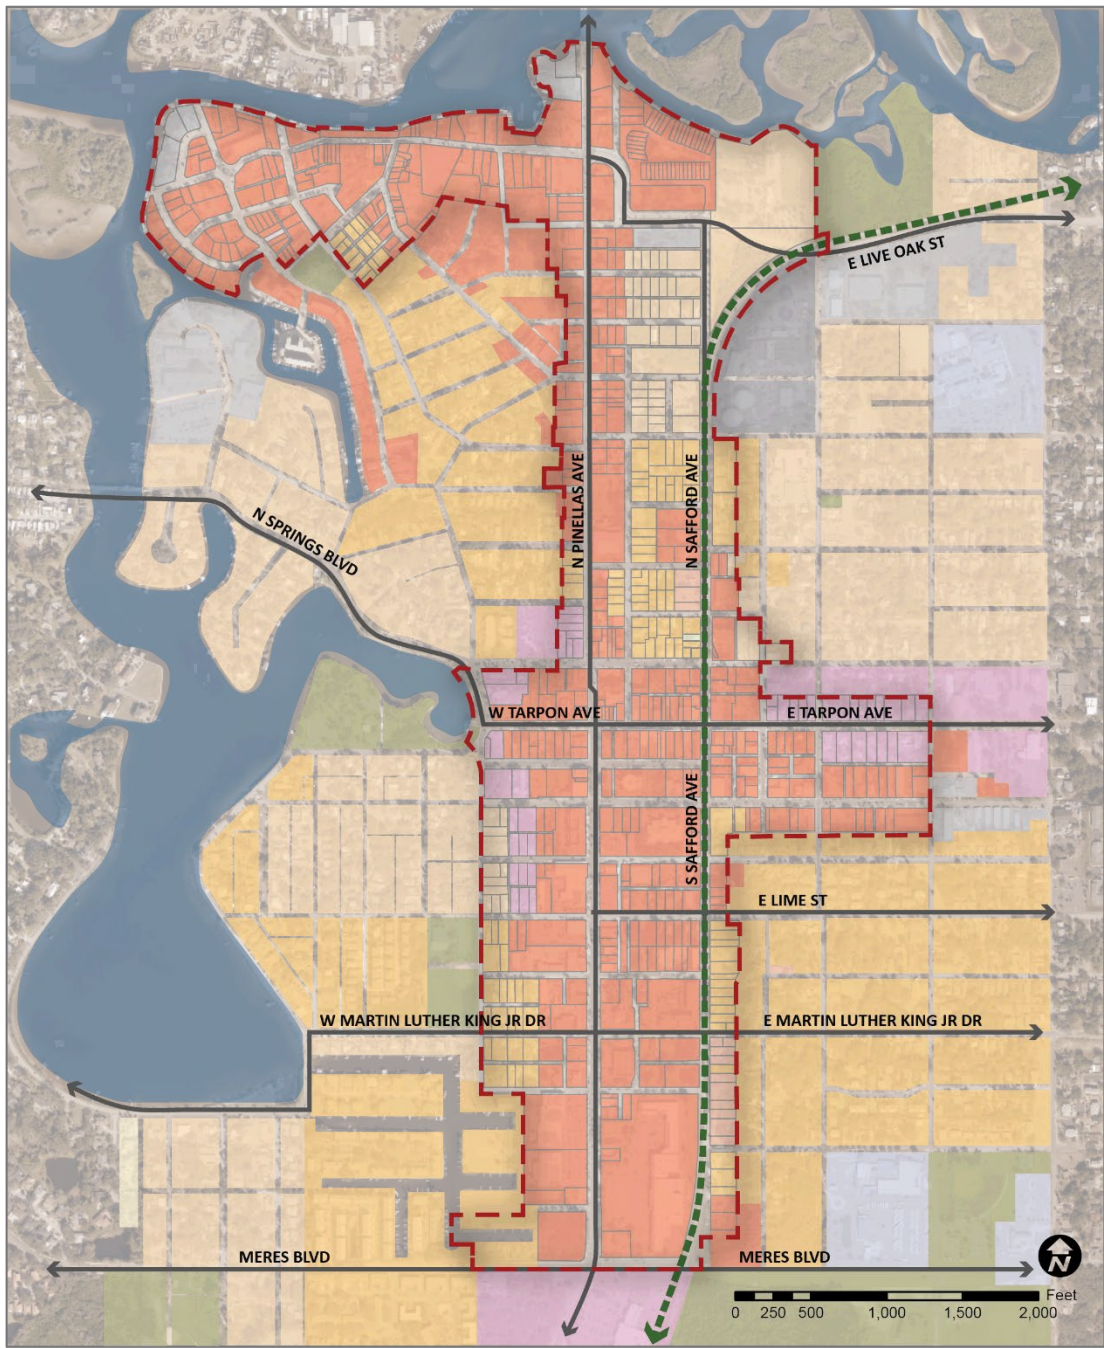 E LIVE OAK ST
N PINELLAS AVE
N SAFFORD AVE
N SPRINGS BLVD
W TARPON AVE
E TARPON AVE
S SAFFORD AVE
E LIME ST
W MARTIN LUTHER KING JR DR
E MARTIN LUTHER KING JR DR
MERES BLVD
MERES BLVD
N
Feet
0 250 500 1,000 1,500 2,000